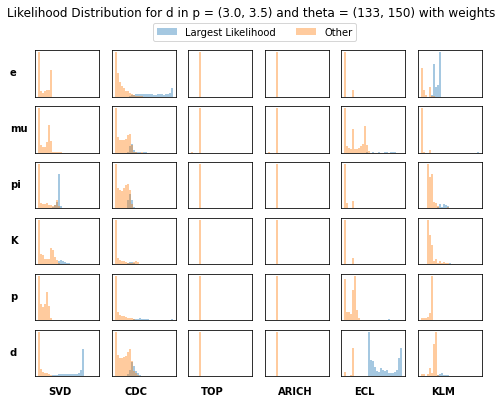 Likelihood Distribution for d in p = (3.0, 3.5) and theta = (133, 150) with weights
Largest Likelihood Other
e
mu
pi
K
p
d
SVD CDC TOP ARICH ECL KLM